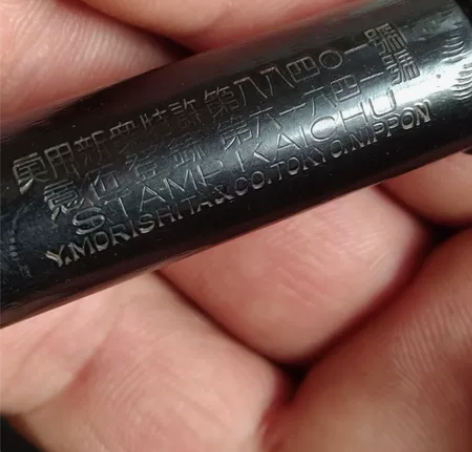 實用新案特許 第八八四〇一號
意匠登録 第六一六四一號
STAMP KAICHU
Y.MORISHITA&CO.TOKYO.NIPPON